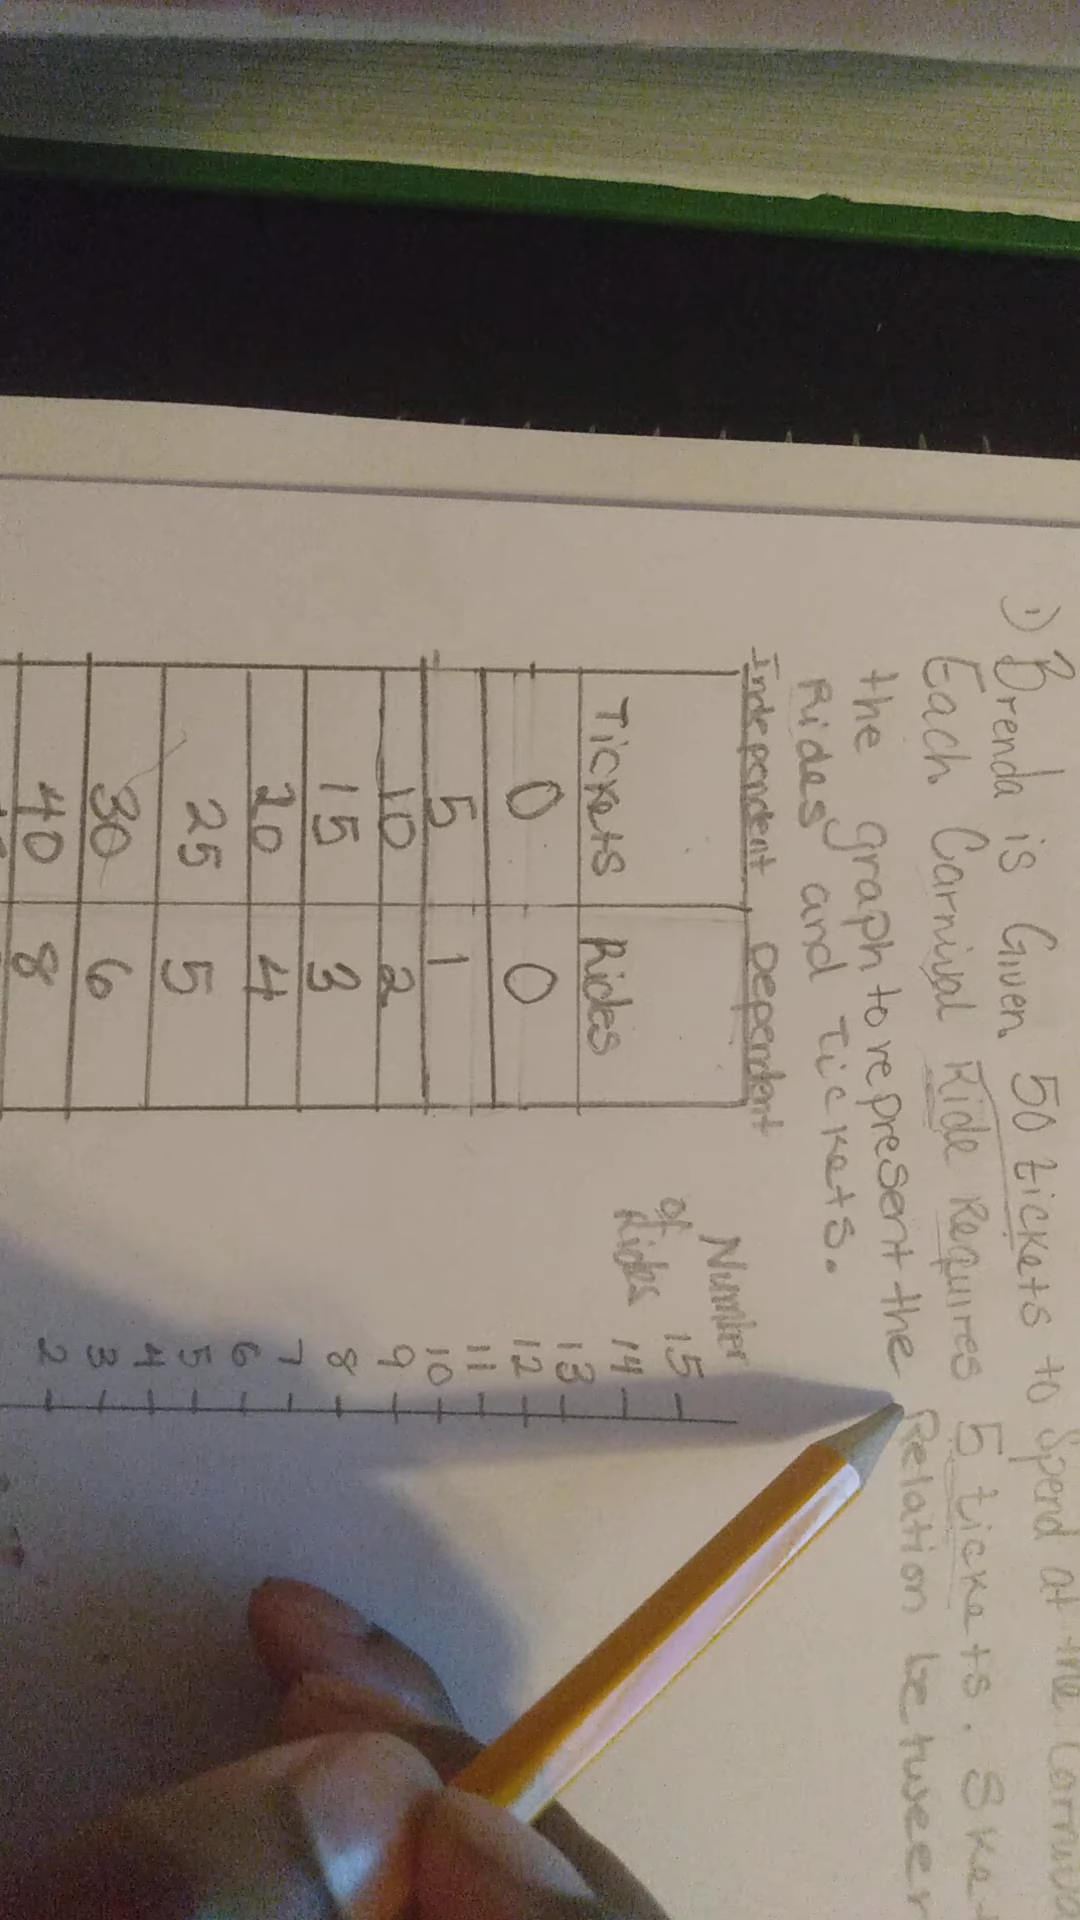 1) Brenda is Given 50 tickets to Spend at the
Each Carnival Ride Requires 5 tickets.
the graph to represent the Relation between
Rides and Tickets.
Independent Dependent
Tickets Rides
0 0
5 1
10 2
15 3
20 4
25 5
30 6
40 8
Number
of
Rides
15
14
13
12
11
10
9
8
7
6
5
4
3
2